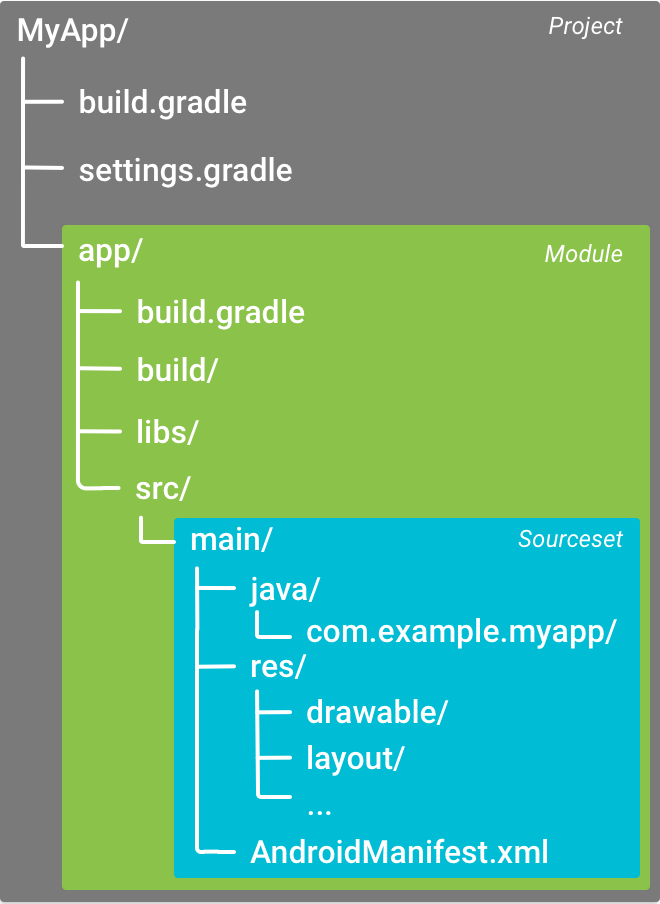 MyApp/ Project
build.gradle
settings.gradle
app/ Module
build.gradle
build/
libs/
src/
main/ Sourceset
java/
com.example.myapp/
res/
drawable/
layout/
...
AndroidManifest.xml